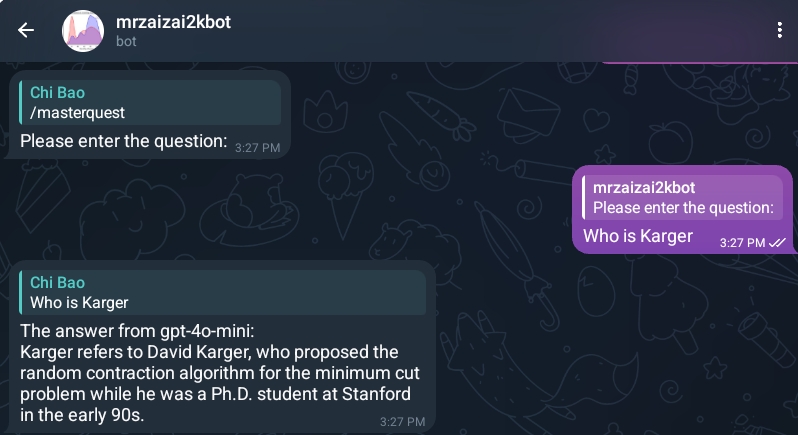 mrzaizai2kbot
bot
Chi Bao
/masterquest
Please enter the question:
3:27 PM
mrzaizai2kbot
Please enter the question:
Who is Karger
3:27 PM
Chi Bao
Who is Karger
The answer from gpt-4o-mini:
Karger refers to David Karger, who proposed the
random contraction algorithm for the minimum cut
problem while he was a Ph.D. student at Stanford
in the early 90s.
3:27 PM